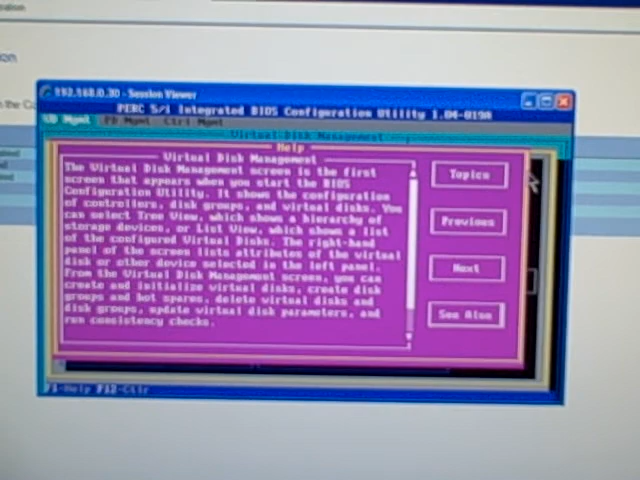 ration
ion
n the Co
192.168.0.30 - Session Viewer
PERC 5/i Integrated BIOS Configuration Utility 1.04-019A
VD Mgmt PD Mgmt Ctrl Mgmt
Virtual Disk Management
Help
Virtual Disk Management
The Virtual Disk Management screen is the first
screen that appears when you start the BIOS
Configuration Utility. It shows the configuration
of controllers, disk groups, and virtual disks. You
can select Tree View, which shows a hierarchy of
storage devices, or List View, which shows a list
of the configured Virtual Disks. The right-hand
panel of the screen lists attributes of the virtual
disk or other device selected in the left panel.
From the Virtual Disk Management screen, you can
create and initialize virtual disks, create disk
groups and hot spares, delete virtual disks and
disk groups, update virtual disk parameters, and
run consistency checks.
Topics
Previous
Next
See Also
F1-Help F12-Ctlr